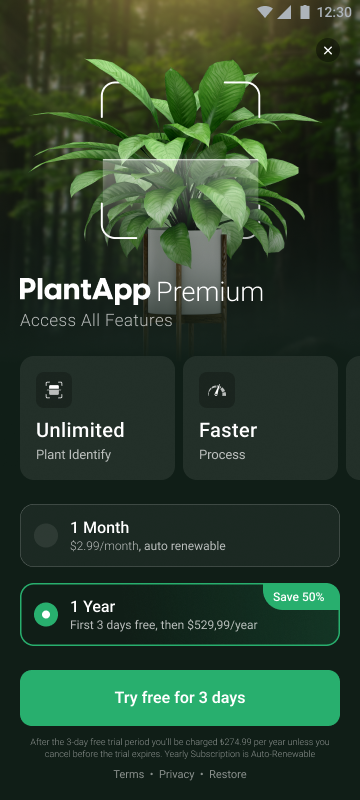 12:30
PlantApp Premium
Access All Features
Unlimited
Plant Identify
Faster
Process
1 Month
$2.99/month, auto renewable
Save 50%
1 Year
First 3 days free, then $529,99/year
Try free for 3 days
After the 3-day free trial period you'll be charged ₺274.99 per year unless you
cancel before the trial expires. Yearly Subscription is Auto-Renewable
Terms • Privacy • Restore